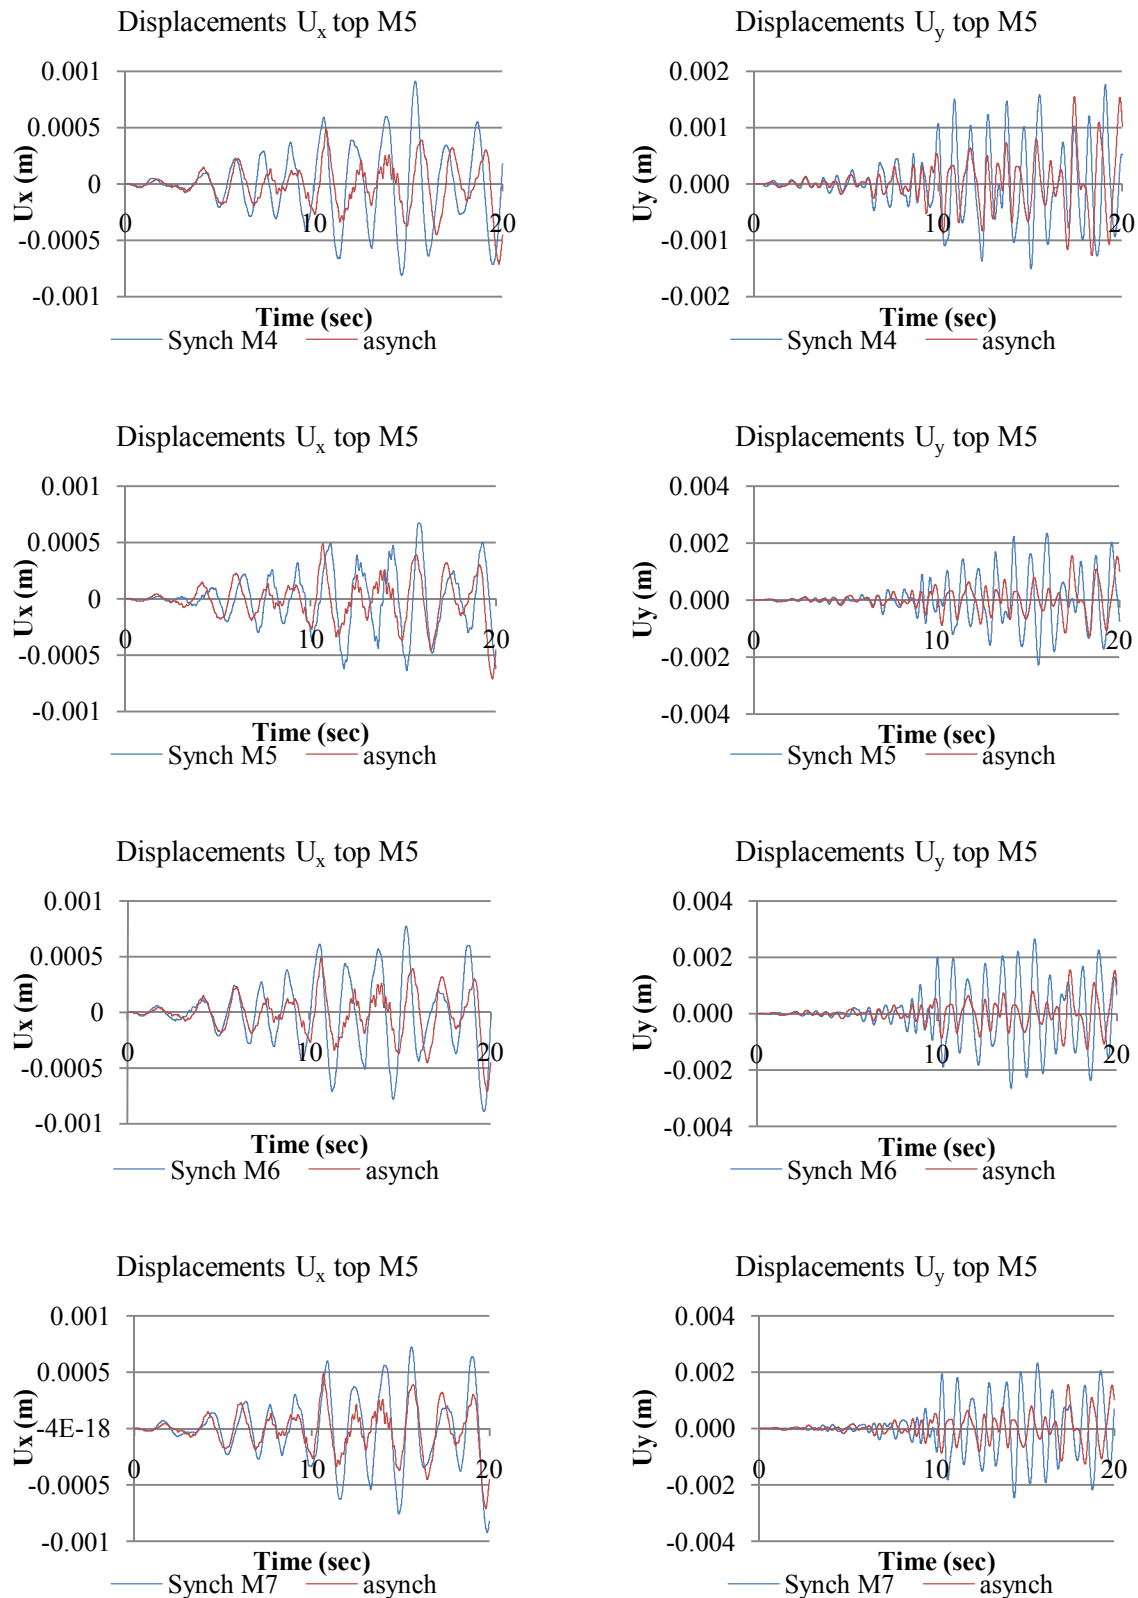 Displacements Ux top M5
0.001
0.0005
0
-0.0005
-0.001
Ux (m)
0
10
20
Time (sec)
Synch M4 asynch
Displacements Uy top M5
0.002
0.001
0.000
-0.001
-0.002
Uy (m)
0
10
20
Time (sec)
Synch M4 asynch
Displacements Ux top M5
0.001
0.0005
0
-0.0005
-0.001
Ux (m)
0
10
20
Time (sec)
Synch M5 asynch
Displacements Uy top M5
0.004
0.002
0.000
-0.002
-0.004
Uy (m)
0
10
20
Time (sec)
Synch M5 asynch
Displacements Ux top M5
0.001
0.0005
0
-0.0005
-0.001
Ux (m)
0
10
20
Time (sec)
Synch M6 asynch
Displacements Uy top M5
0.004
0.002
0.000
-0.002
-0.004
Uy (m)
0
10
20
Time (sec)
Synch M6 asynch
Displacements Ux top M5
0.001
0.0005
-4E-18
-0.0005
-0.001
Ux (m)
0
10
20
Time (sec)
Synch M7 asynch
Displacements Uy top M5
0.004
0.002
0.000
-0.002
-0.004
Uy (m)
0
10
20
Time (sec)
Synch M7 asynch